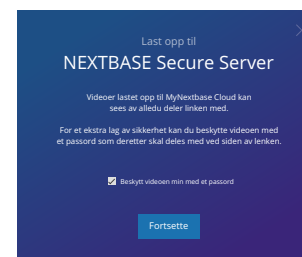 Last opp til
NEXTBASE Secure Server
Videoer lastet opp til MyNextbase Cloud kan
sees av alledu deler linken med.
For et ekstra lag av sikkerhet kan du beskytte videoen med
et passord som deretter skal deles med ved siden av lenken.
Beskytt videoen min med et passord
Fortsette